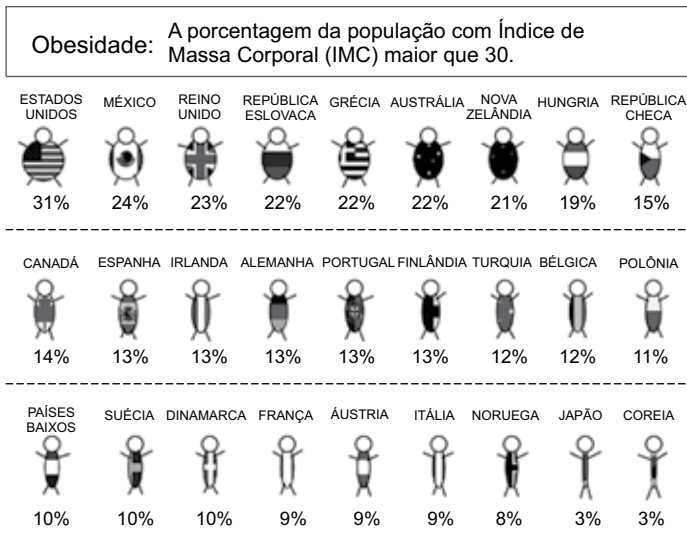 Obesidade: A porcentagem da população com Índice de
Massa Corporal (IMC) maior que 30.
ESTADOS UNIDOS MÉXICO REINO UNIDO REPÚBLICA ESLOVACA GRÉCIA AUSTRÁLIA NOVA ZELÂNDIA HUNGRIA REPÚBLICA CHECA
31% 24% 23% 22% 22% 22% 21% 19% 15%
CANADÁ ESPANHA IRLANDA ALEMANHA PORTUGAL FINLÂNDIA TURQUIA BÉLGICA POLÔNIA
14% 13% 13% 13% 13% 13% 12% 12% 11%
PAÍSES BAIXOS SUÉCIA DINAMARCA FRANÇA ÁUSTRIA ITÁLIA NORUEGA JAPÃO COREIA
10% 10% 10% 9% 9% 9% 8% 3% 3%